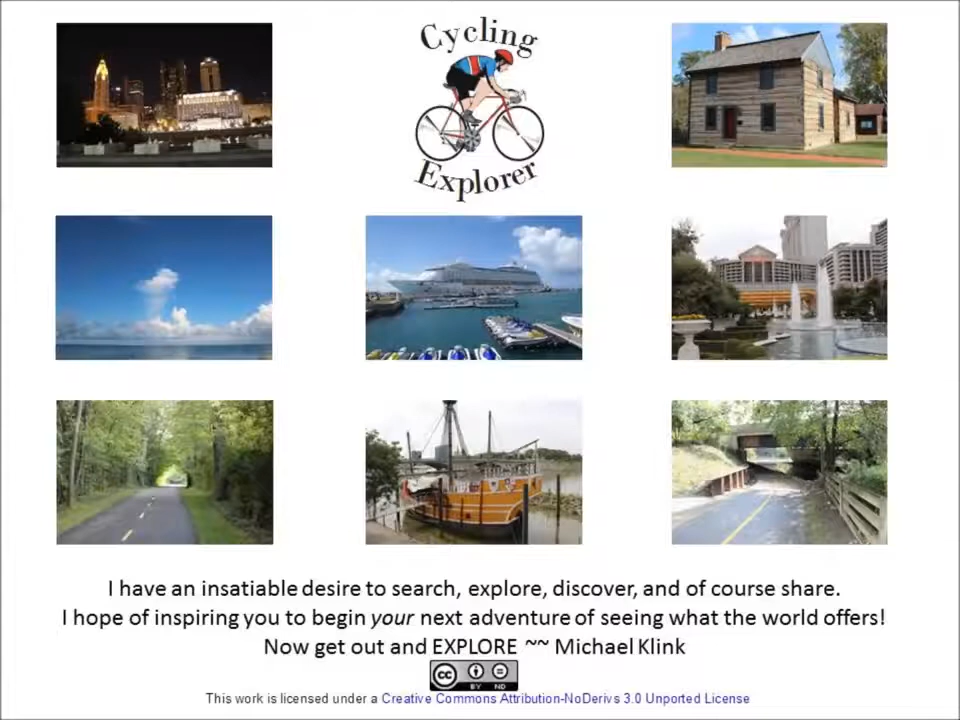 Cycling
Explorer
I have an insatiable desire to search, explore, discover, and of course share.
I hope of inspiring you to begin your next adventure of seeing what the world offers!
Now get out and EXPLORE ~~ Michael Klink
cc BY ND
This work is licensed under a Creative Commons Attribution-NoDerivs 3.0 Unported License